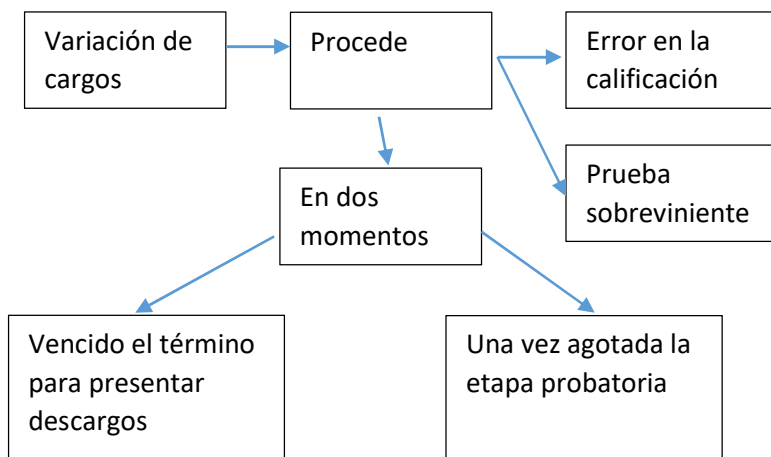 Variación de
cargos
Procede
Error en la
calificación
Prueba
sobreviniente
En dos
momentos
Vencido el término
para presentar
descargos
Una vez agotada la
etapa probatoria